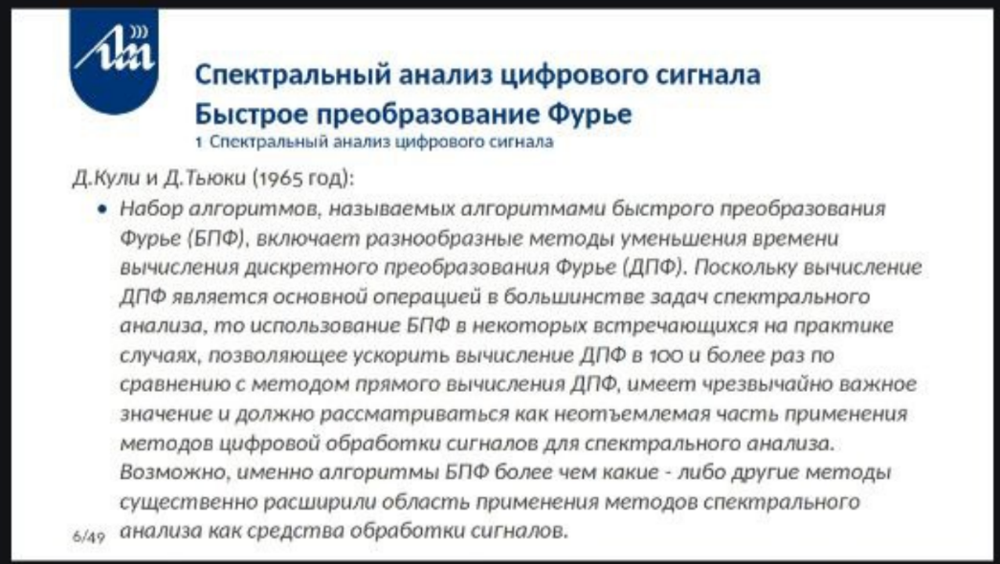 Спектральный анализ цифрового сигнала
Быстрое преобразование Фурье
1 Спектральный анализ цифрового сигнала
Д.Кули и Д.Тьюки (1965 год):
• Набор алгоритмов, называемых алгоритмами быстрого преобразования
Фурье (БПФ), включает разнообразные методы уменьшения времени
вычисления дискретного преобразования Фурье (ДПФ). Поскольку вычисление
ДПФ является основной операцией в большинстве задач спектрального
анализа, то использование БПФ в некоторых встречающихся на практике
случаях, позволяющее ускорить вычисление ДПФ в 100 и более раз по
сравнению с методом прямого вычисления ДПФ, имеет чрезвычайно важное
значение и должно рассматриваться как неотъемлемая часть применения
методов цифровой обработки сигналов для спектрального анализа.
Возможно, именно алгоритмы БПФ более чем какие - либо другие методы
существенно расширили область применения методов спектрального
анализа как средства обработки сигналов.
6/49